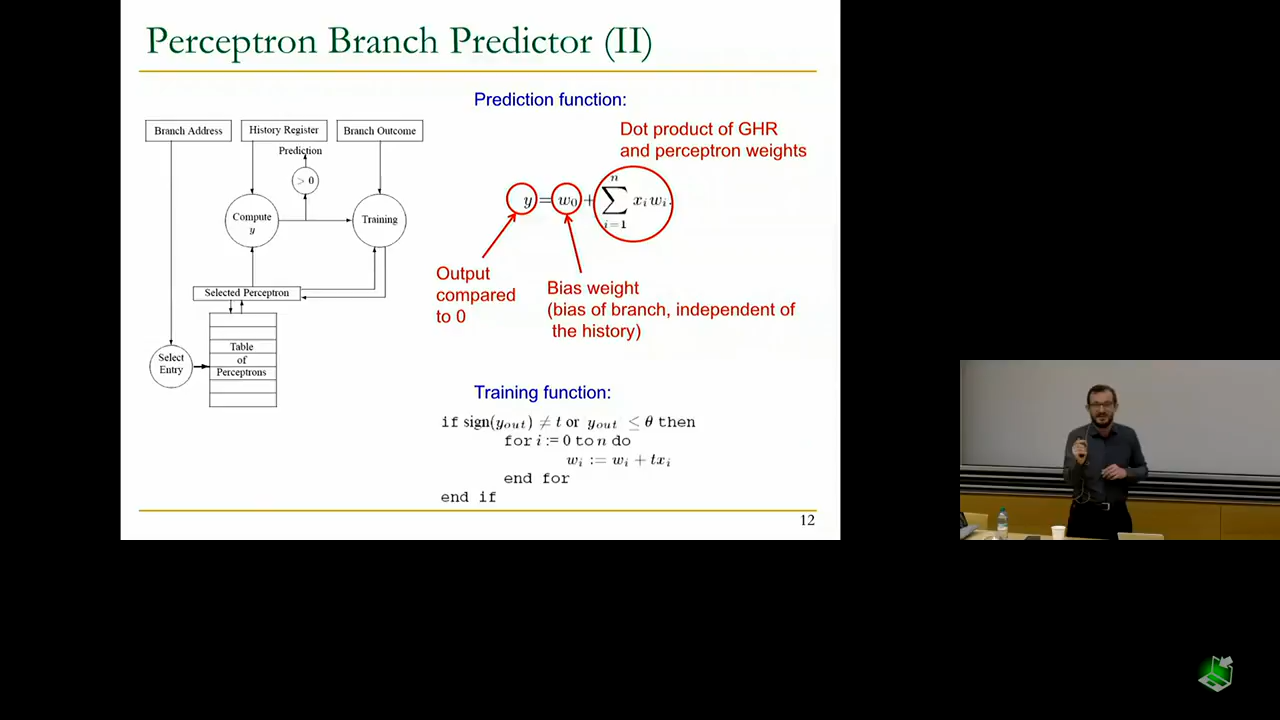 Perceptron Branch Predictor (II)
Branch Address
History Register
Branch Outcome
Prediction
> 0
Compute
y
Training
Selected Perceptron
Select
Entry
Table
of
Perceptrons
Prediction function:
Dot product of GHR
and perceptron weights
y = w₀ + ∑ᵢ₌₁ⁿ xᵢwᵢ.
Output
compared
to 0
Bias weight
(bias of branch, independent of
the history)
Training function:
if sign(y_out) ≠ t or y_out ≤ θ then
for i := 0 to n do
wᵢ := wᵢ + txᵢ
end for
end if
12